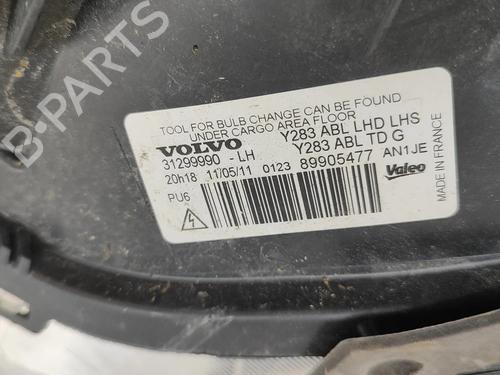 B-PARTS
TOOL FOR BULB CHANGE CAN BE FOUND
UNDER CARGO AREA FLOOR
VOLVO Y283 ABL LHD LHS
31299990 - LH Y283 ABL TD G
20h18 11/05/11 0123 89905477 AN1JE
PU6
Valeo
MADE IN FRANCE